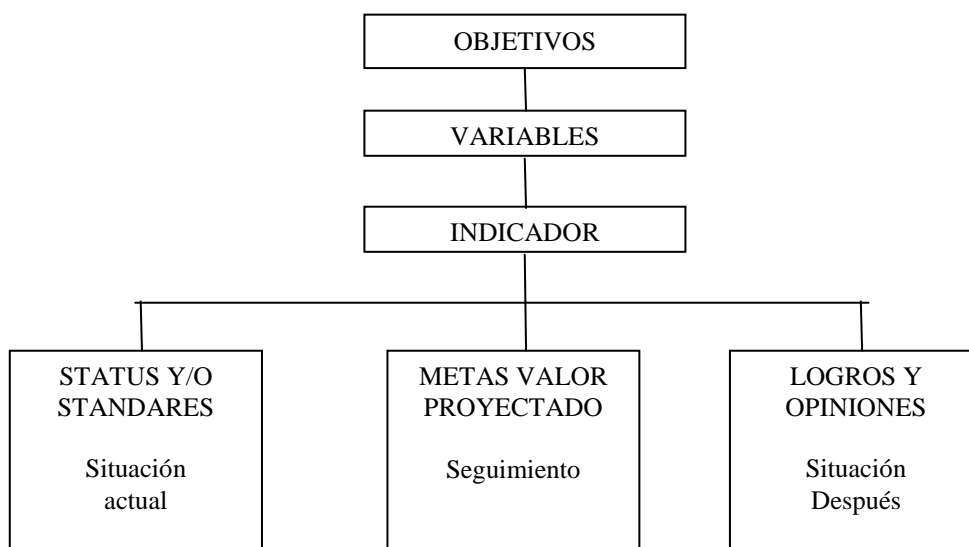 OBJETIVOS
VARIABLES
INDICADOR
STATUS Y/O
STANDARES
Situación
actual
METAS VALOR
PROYECTADO
Seguimiento
LOGROS Y
OPINIONES
Situación
Después